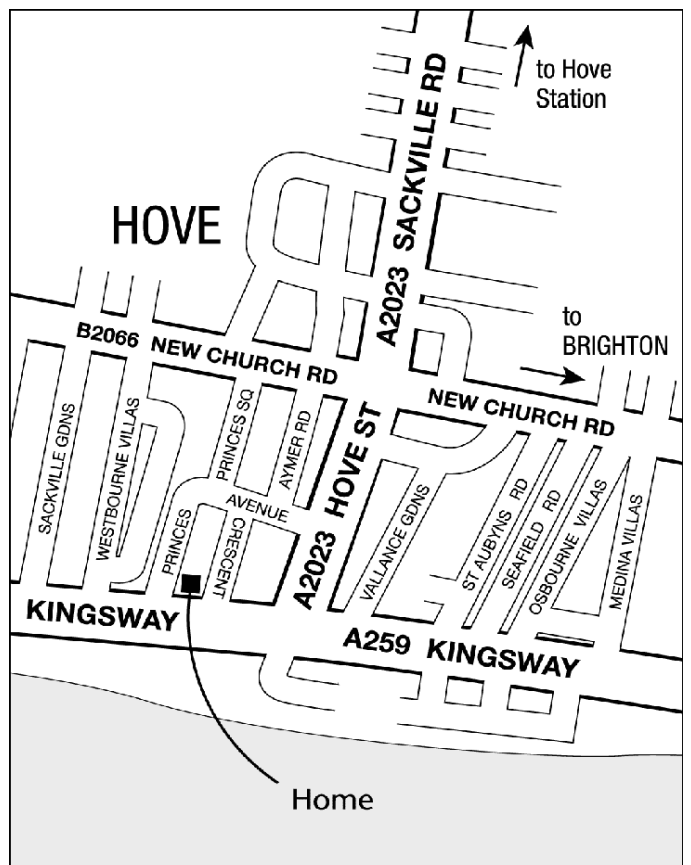 to Hove
Station
A2023 SACKVILLE RD
HOVE
to
BRIGHTON
B2066 NEW CHURCH RD
NEW CHURCH RD
SACKVILLE GDNS
WESTBOURNE VILLAS
PRINCES SQ
AYMER RD
A2023 HOVE ST
PRINCES
AVENUE
CRESCENT
VALLANCE GDNS
ST AUBYNS RD
SEAFIELD RD
OSBOURNE VILLAS
MEDINA VILLAS
KINGSWAY
A259 KINGSWAY
Home